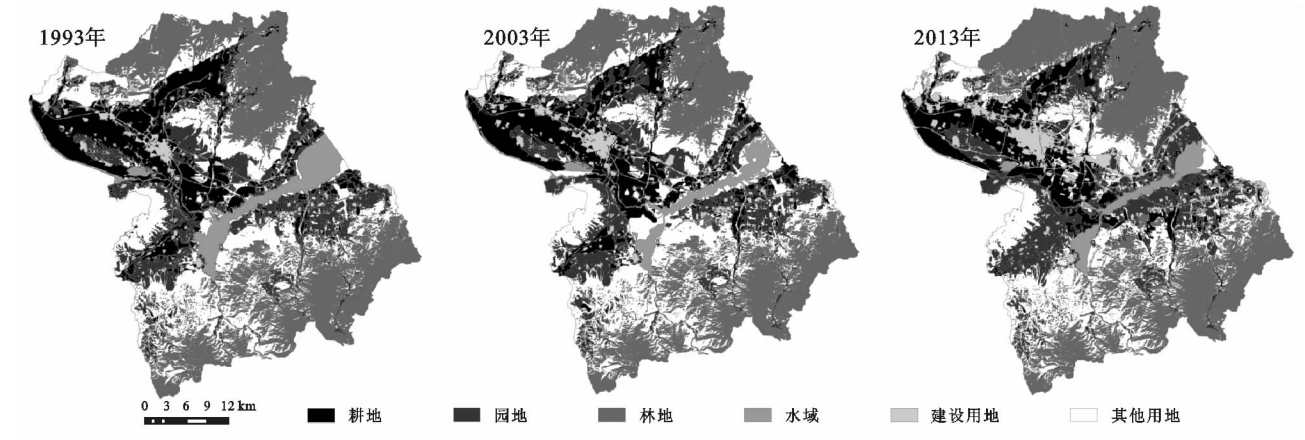 1993年
2003年
2013年
0 3 6 9 12 km
耕地
园地
林地
水域
建设用地
其他用地